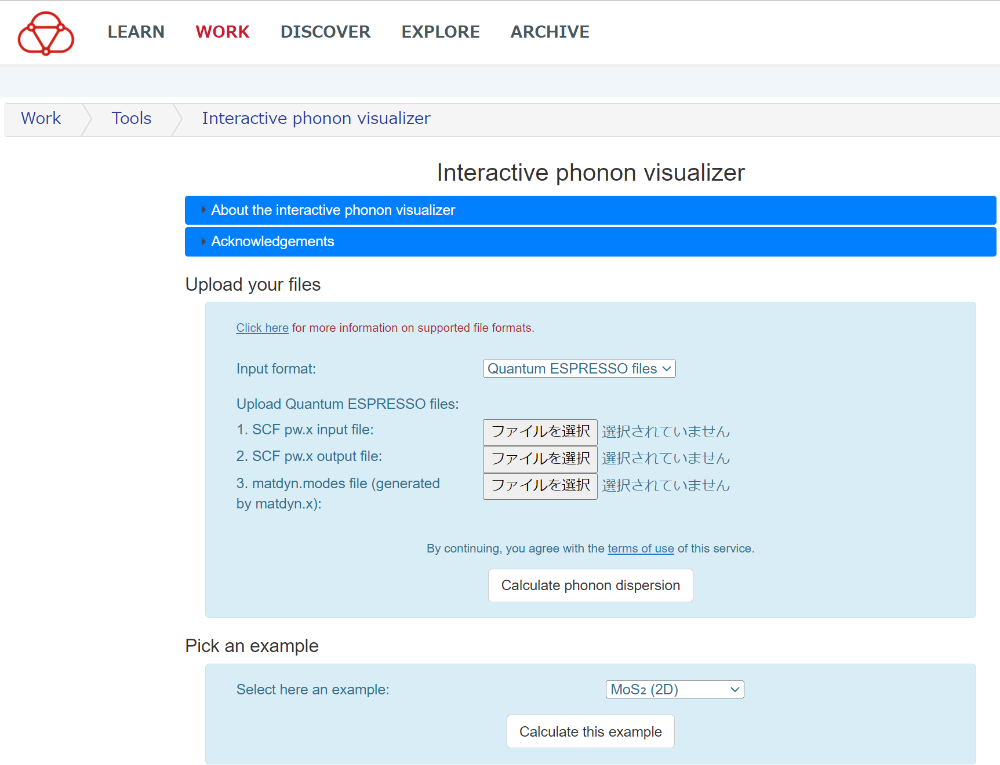 LEARN WORK DISCOVER EXPLORE ARCHIVE
Work Tools Interactive phonon visualizer
Interactive phonon visualizer
About the interactive phonon visualizer
Acknowledgements
Upload your files
Click here for more information on supported file formats.
Input format: Quantum ESPRESSO files
Upload Quantum ESPRESSO files:
1. SCF pw.x input file: ファイルを選択 選択されていません
2. SCF pw.x output file: ファイルを選択 選択されていません
3. matdyn.modes file (generated ファイルを選択 選択されていません
by matdyn.x):
By continuing, you agree with the terms of use of this service.
Calculate phonon dispersion
Pick an example
Select here an example: MoS₂ (2D)
Calculate this example